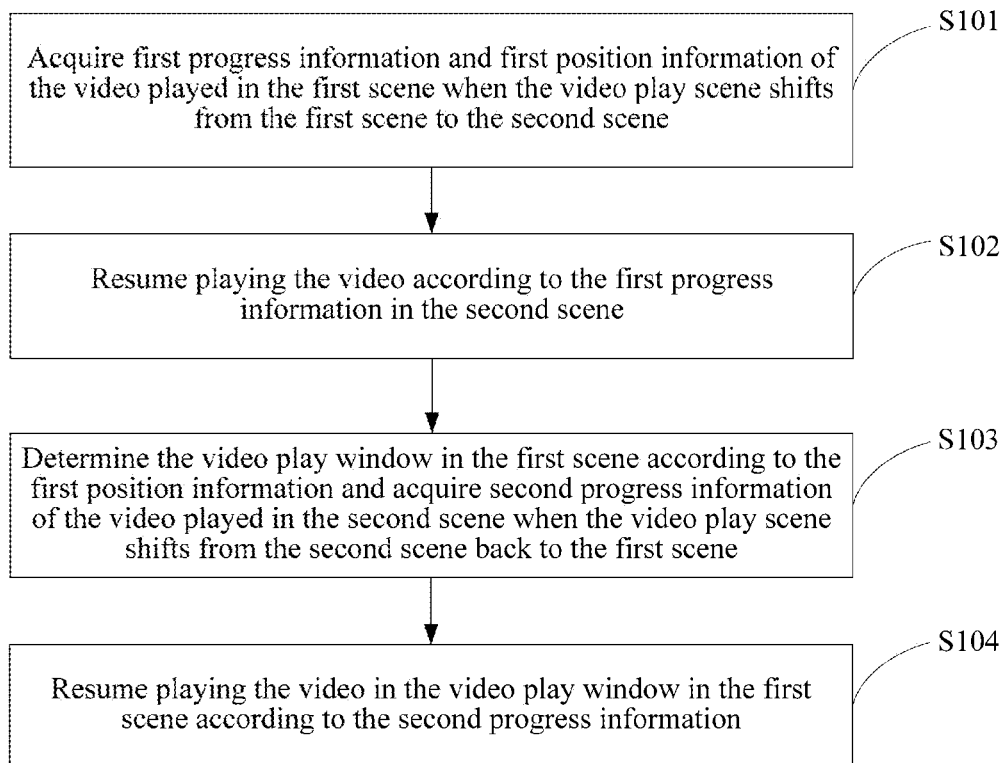 S101
Acquire first progress information and first position information of
the video played in the first scene when the video play scene shifts
from the first scene to the second scene
S102
Resume playing the video according to the first progress
information in the second scene
S103
Determine the video play window in the first scene according to the
first position information and acquire second progress information
of the video played in the second scene when the video play scene
shifts from the second scene back to the first scene
S104
Resume playing the video in the video play window in the first
scene according to the second progress information